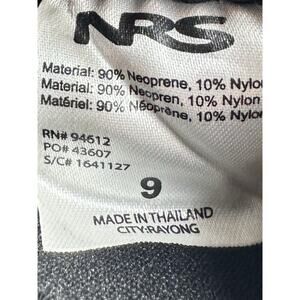 NRS
Material: 90% Neoprene, 10% Nylon
Material: 90% Neopren, 10% Nylon
Matériel: 90% Néoprène, 10% Nylon
RN# 94612
PO# 43607
S/C# 1641127
9
MADE IN THAILAND
CITY:RAYONG